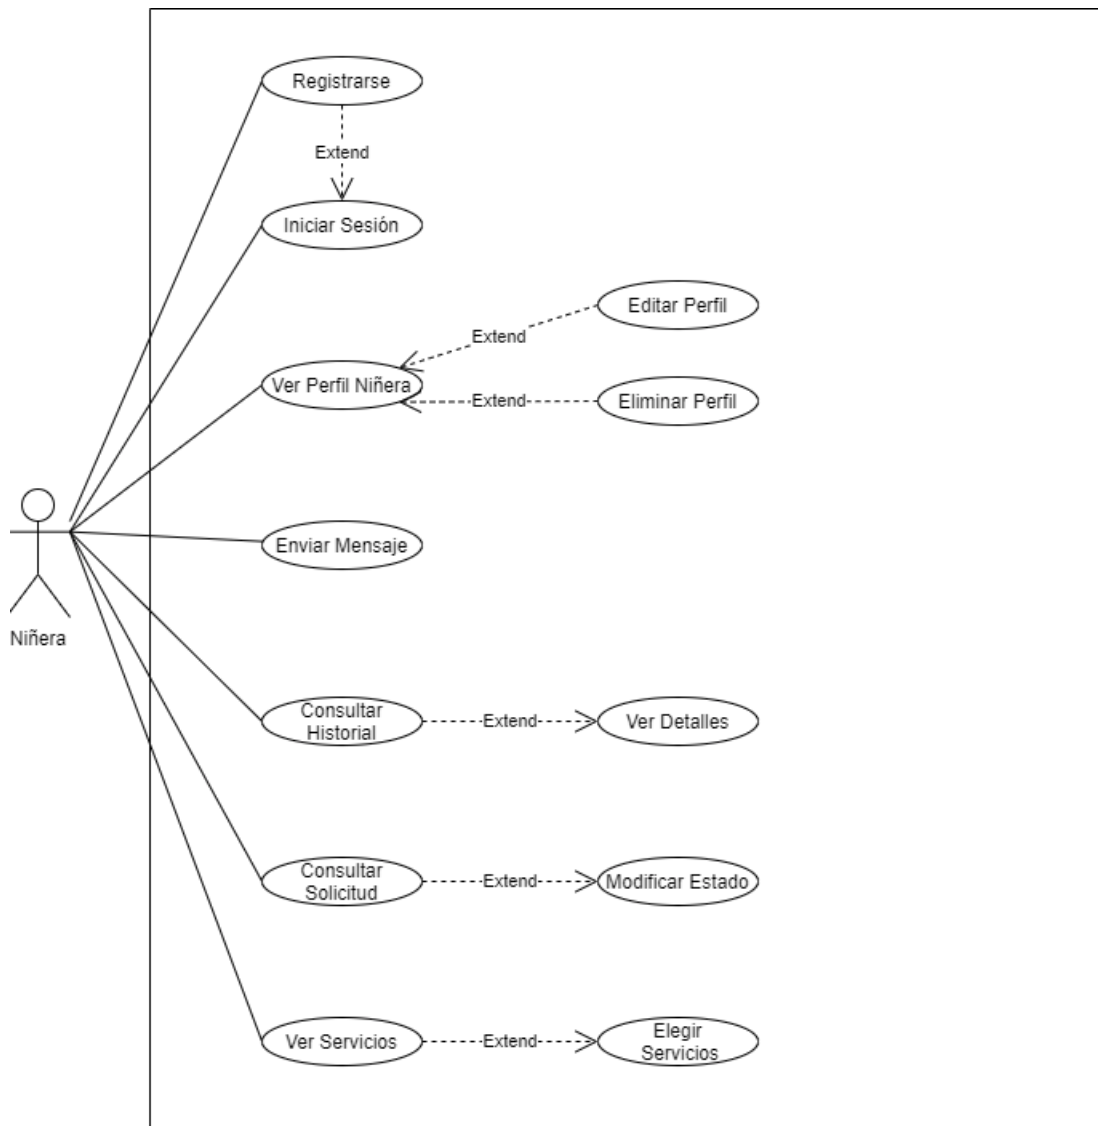 Registrarse
Extend
Iniciar Sesión
Editar Perfil
Extend
Ver Perfil Niñera
Extend
Eliminar Perfil
Enviar Mensaje
Niñera
Consultar
Historial
Extend
Ver Detalles
Consultar
Solicitud
Extend
Modificar Estado
Ver Servicios
Extend
Elegir
Servicios